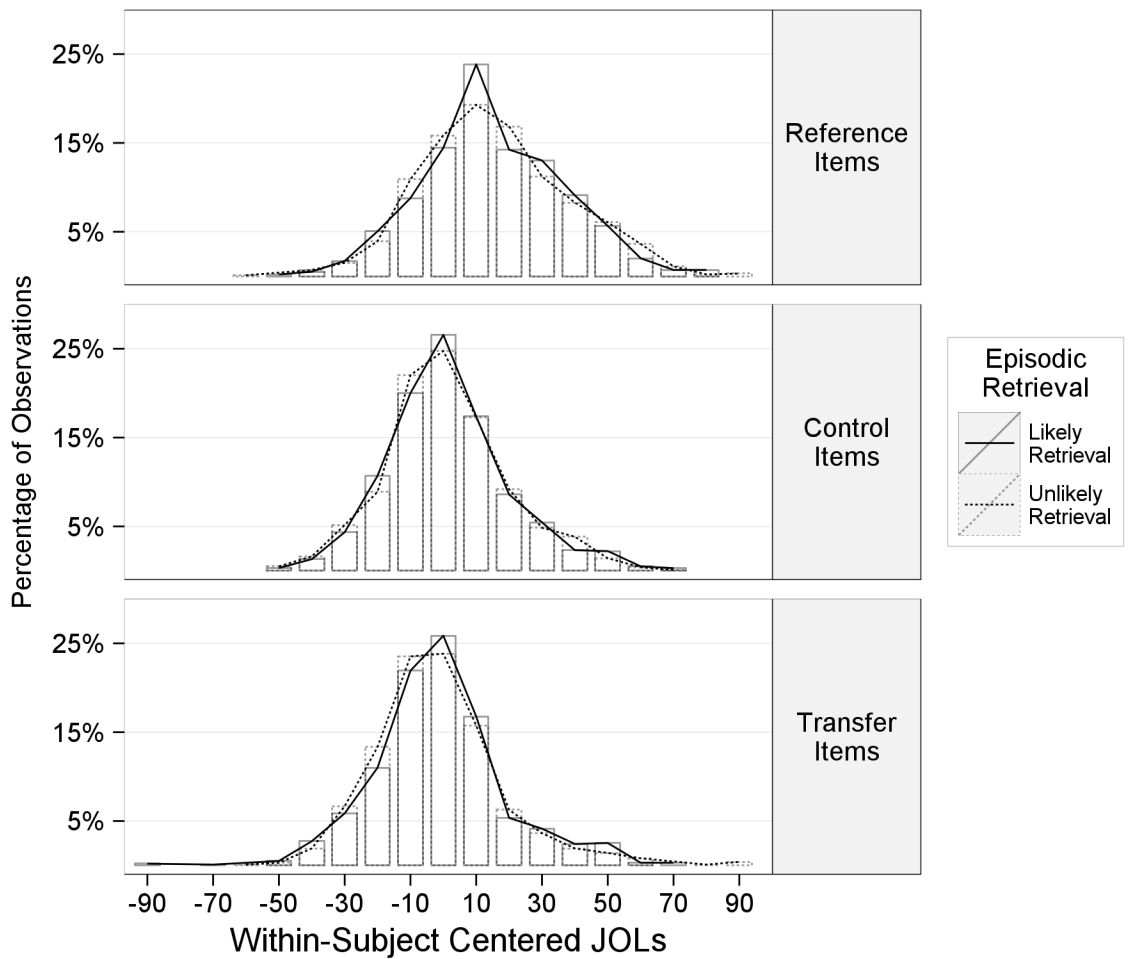 25%
15%
5%
Reference
Items
25%
15%
5%
Control
Items
25%
15%
5%
Transfer
Items
Percentage of Observations
-90 -70 -50 -30 -10 10 30 50 70 90
Within-Subject Centered JOLs
Episodic
Retrieval
Likely
Retrieval
Unlikely
Retrieval